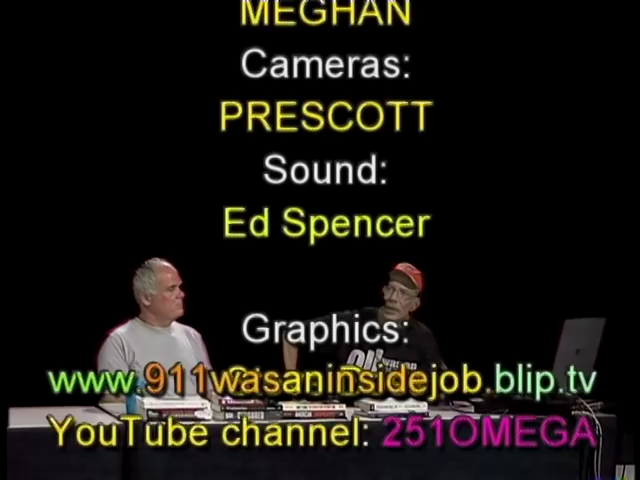 MEGHAN
Cameras:
PRESCOTT
Sound:
Ed Spencer
Graphics:
www.911wasaninsidejob.blip.tv
YouTube channel: 251OMEGA